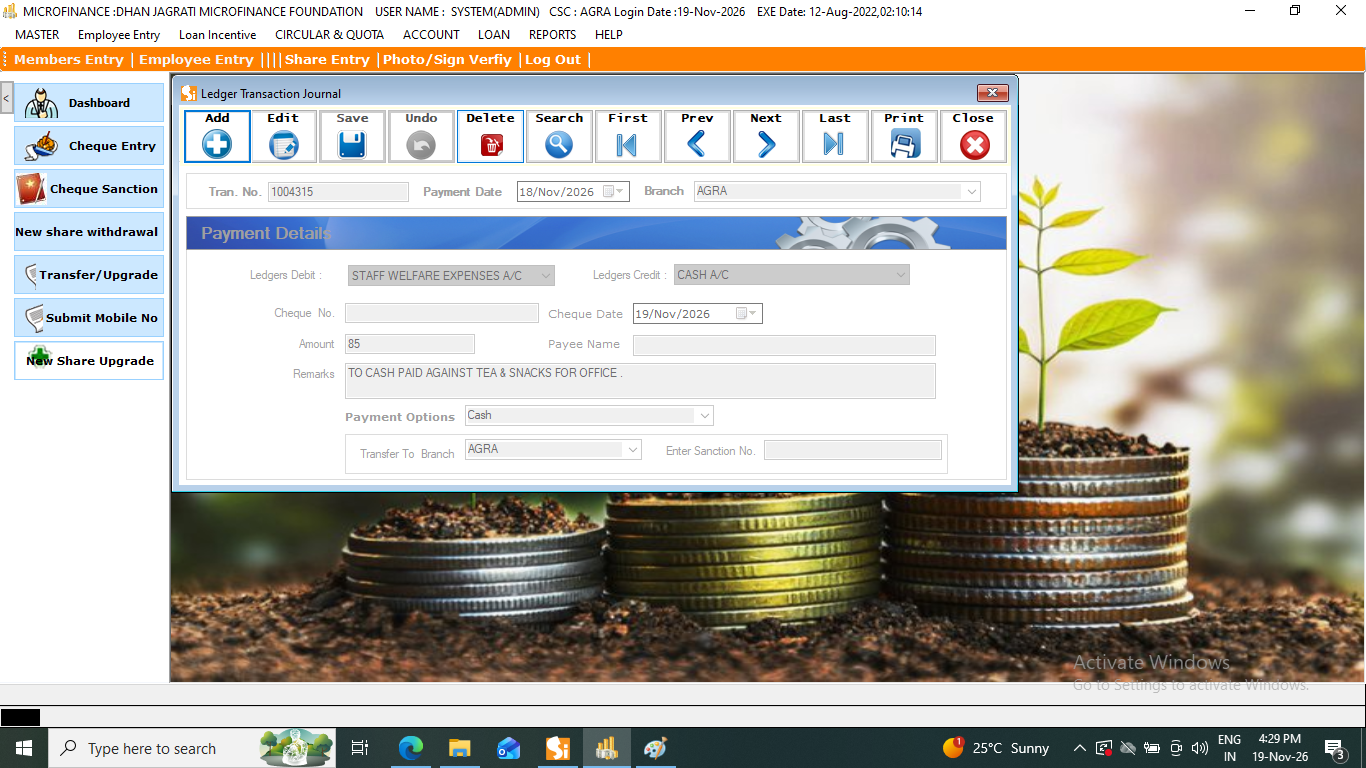 MICROFINANCE :DHAN JAGRATI MICROFINANCE FOUNDATION USER NAME : SYSTEM(ADMIN) CSC : AGRA Login Date :19-Nov-2026 EXE Date: 12-Aug-2022,02:10:14
MASTER Employee Entry Loan Incentive CIRCULAR & QUOTA ACCOUNT LOAN REPORTS HELP
Members Entry | Employee Entry ||||Share Entry |Photo/Sign Verfiy |Log Out |
<
Dashboard
Cheque Entry
Cheque Sanction
New share withdrawal
Transfer/Upgrade
Submit Mobile No
New Share Upgrade
Ledger Transaction Journal
Add Edit Save Undo Delete Search First Prev Next Last Print Close
Tran. No. 1004315 Payment Date 18/Nov/2026 Branch AGRA
Payment Details
Ledgers Debit : STAFF WELFARE EXPENSES A/C Ledgers Credit : CASH A/C
Cheque No. Cheque Date 19/Nov/2026
Amount 85 Payee Name
Remarks TO CASH PAID AGAINST TEA & SNACKS FOR OFFICE .
Payment Options Cash
Transfer To Branch AGRA Enter Sanction No.
Activate Windows
Go to Settings to activate Windows.
Type here to search
1 25°C Sunny ENG IN 4:29 PM 19-Nov-26 3